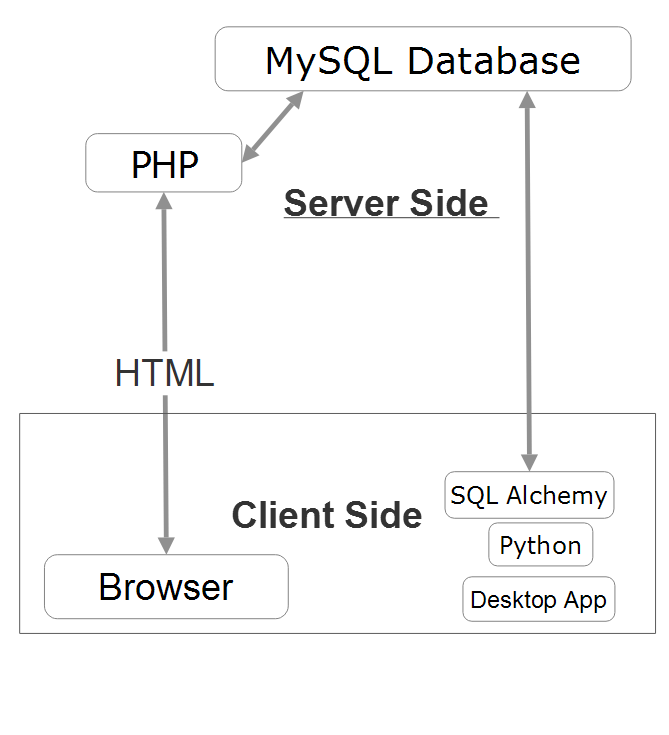 MySQL Database
PHP
Server Side
HTML
SQL Alchemy
Client Side
Python
Browser
Desktop App